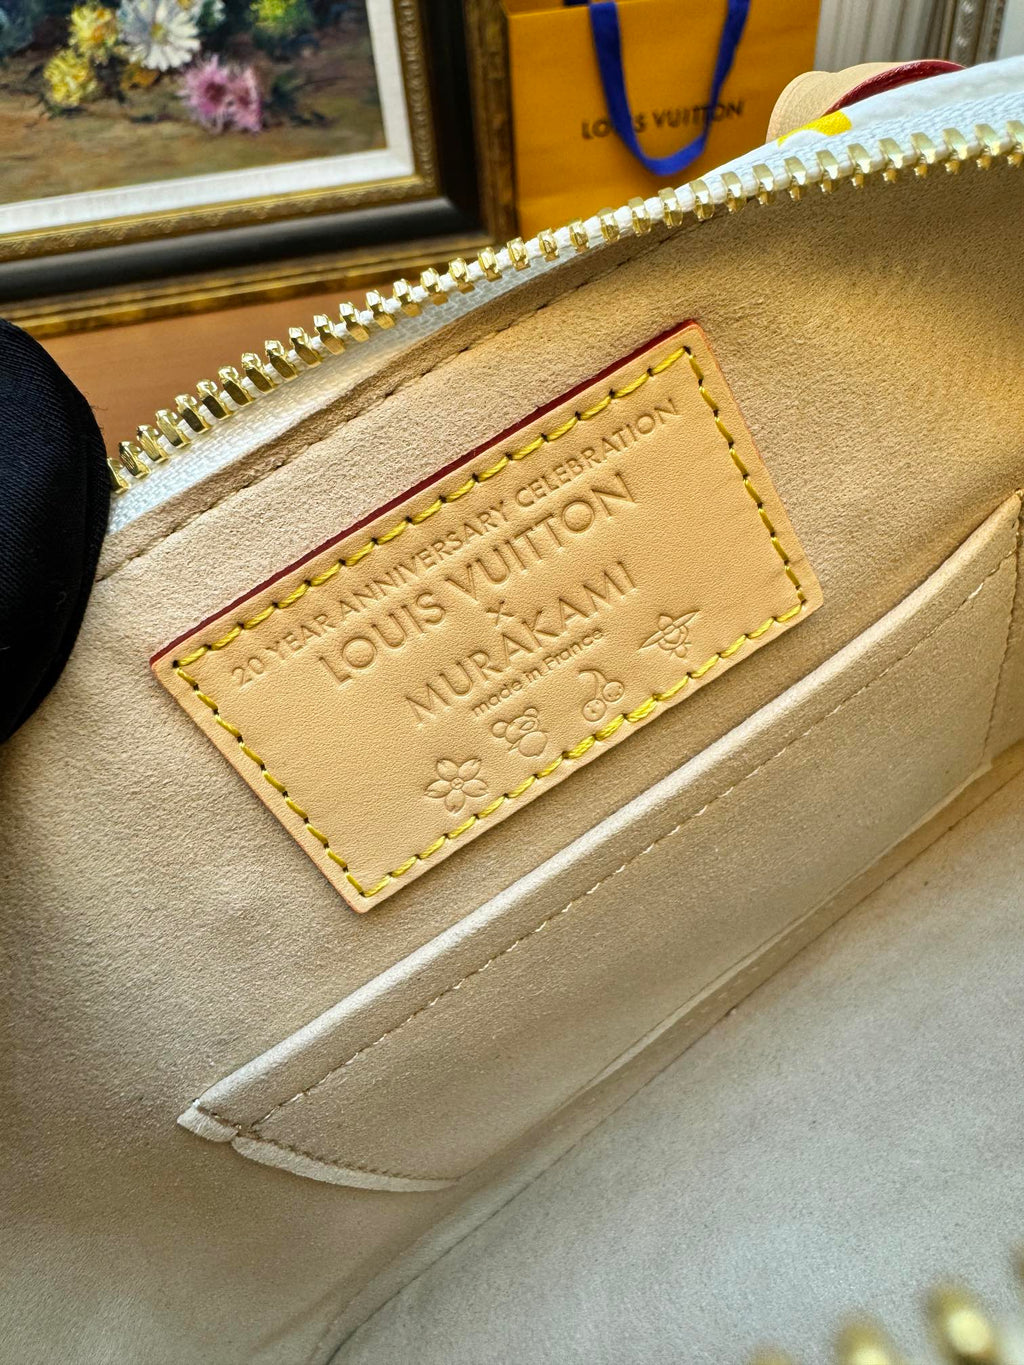 LOUIS VUITTON
20 YEAR ANNIVERSARY CELEBRATION
LOUIS VUITTON
×
MURAKAMI
made in France